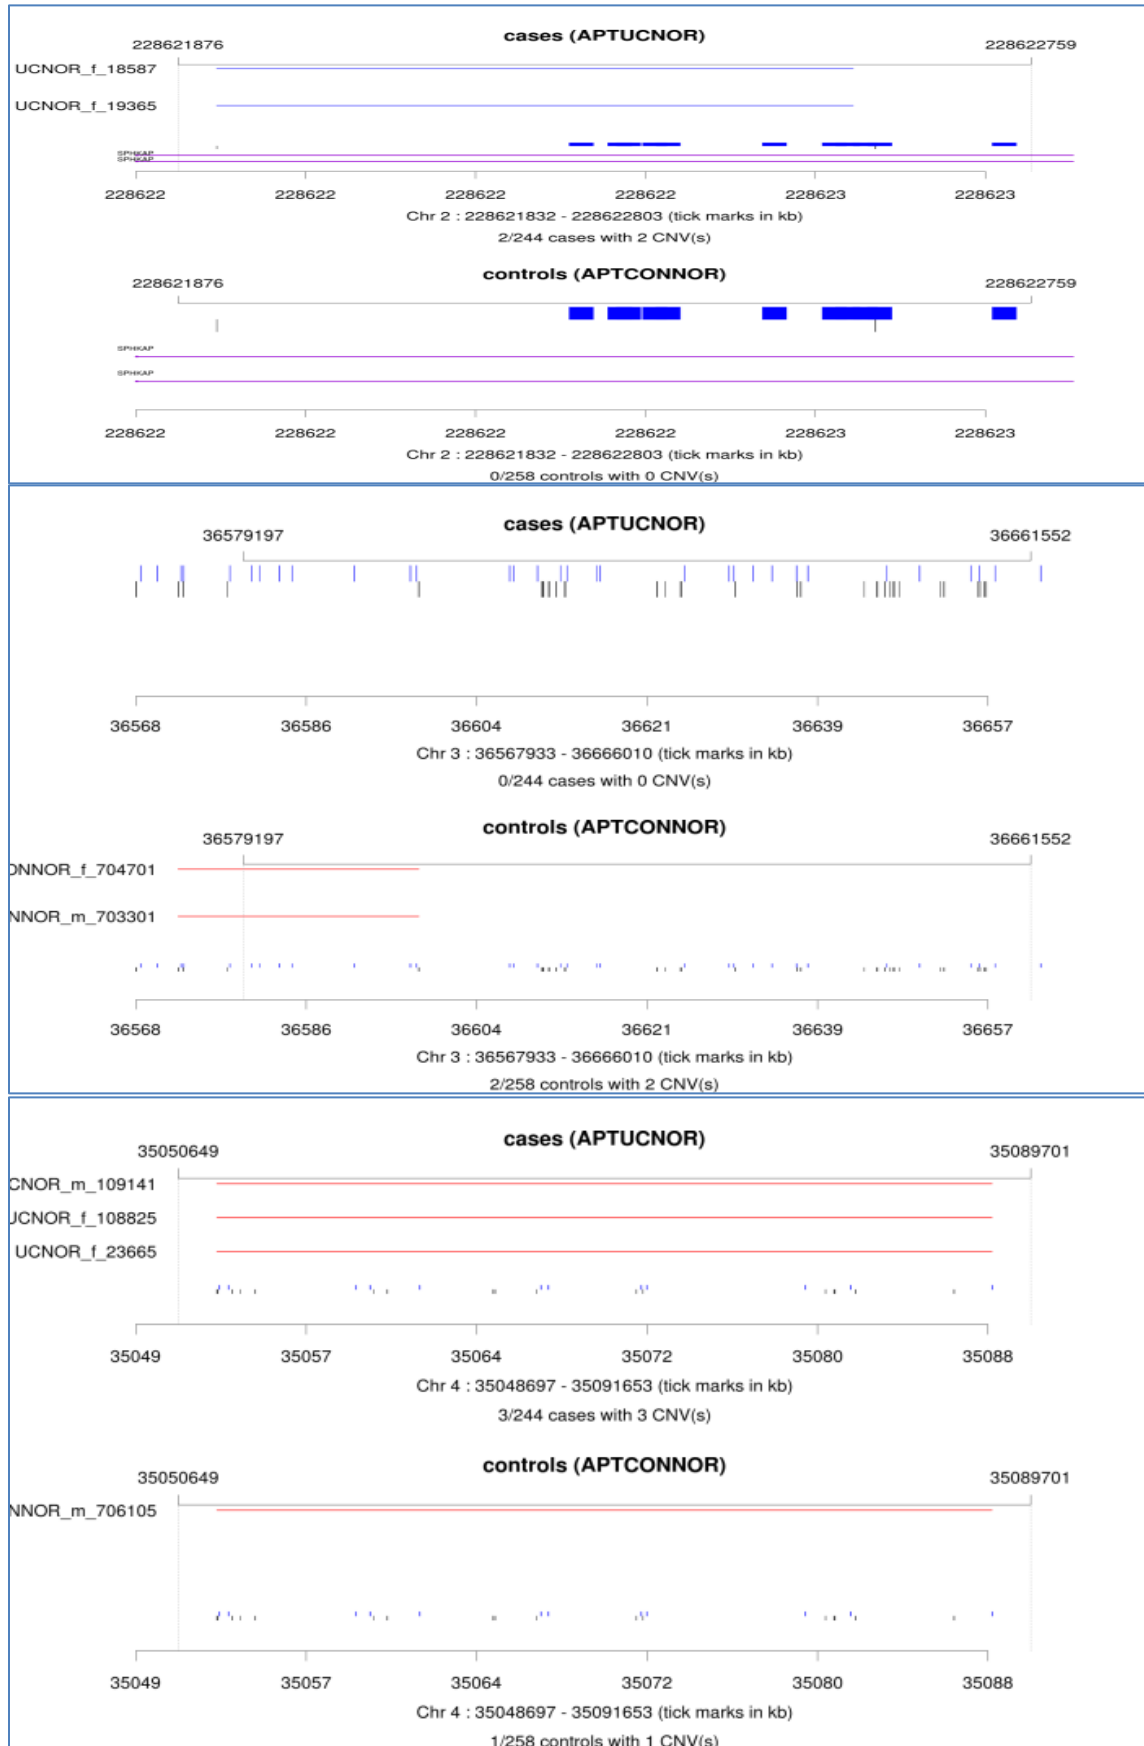 cases (APTUCNOR)
228621876 228622759
UCNOR_f_18587
UCNOR_f_19365
SPHKAP
SPHKAP
228622 228622 228622 228622 228623 228623
Chr 2 : 228621832 - 228622803 (tick marks in kb)
2/244 cases with 2 CNV(s)
controls (APTCONNOR)
228621876 228622759
SPHKAP
SPHKAP
228622 228622 228622 228622 228623 228623
Chr 2 : 228621832 - 228622803 (tick marks in kb)
0/258 controls with 0 CNV(s)
cases (APTUCNOR)
36579197 36661552
36568 36586 36604 36621 36639 36657
Chr 3 : 36567933 - 36666010 (tick marks in kb)
0/244 cases with 0 CNV(s)
controls (APTCONNOR)
36579197 36661552
ONNOR_f_704701
NNOR_m_703301
36568 36586 36604 36621 36639 36657
Chr 3 : 36567933 - 36666010 (tick marks in kb)
2/258 controls with 2 CNV(s)
cases (APTUCNOR)
35050649 35089701
CNOR_m_109141
UCNOR_f_108825
UCNOR_f_23665
35049 35057 35064 35072 35080 35088
Chr 4 : 35048697 - 35091653 (tick marks in kb)
3/244 cases with 3 CNV(s)
controls (APTCONNOR)
35050649 35089701
NNOR_m_706105
35049 35057 35064 35072 35080 35088
Chr 4 : 35048697 - 35091653 (tick marks in kb)
1/258 controls with 1 CNV(s)